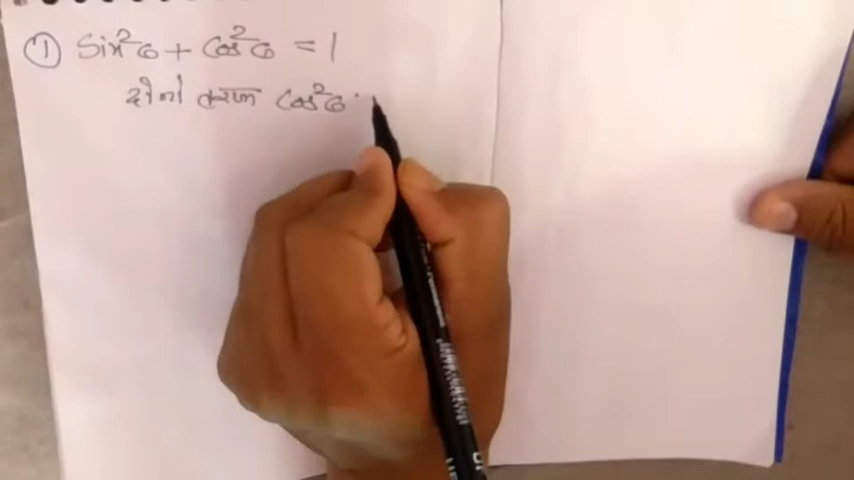 ① Sin²θ + Cos²θ = 1
दोनो तरफ Cos²θ